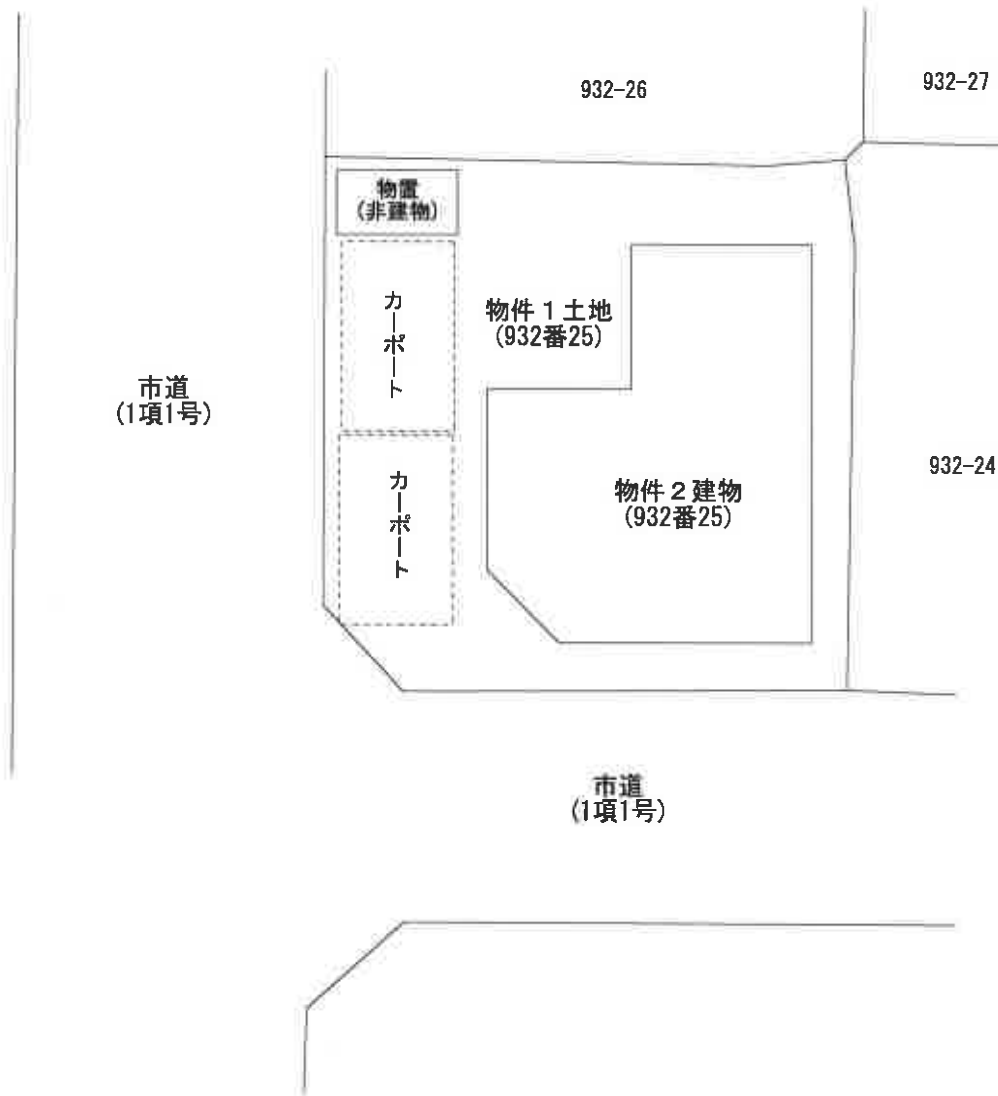 932-26
932-27
物置
(非建物)
カーポート
物件1土地
(932番25)
市道
(1項1号)
カーポート
物件2建物
(932番25)
932-24
市道
(1項1号)